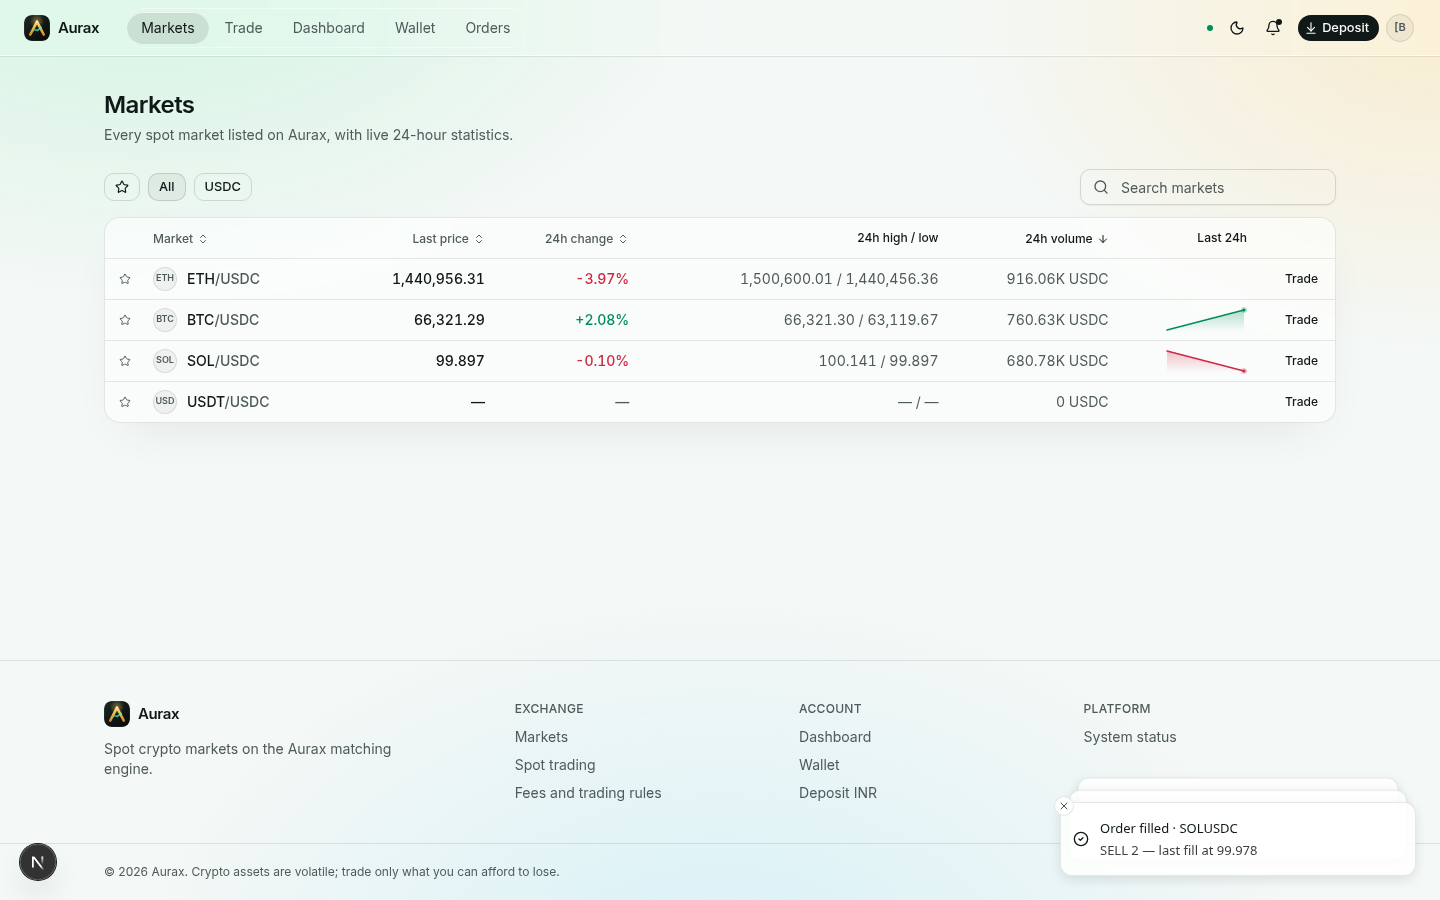 Aurax
Markets Trade Dashboard Wallet Orders
Deposit
[B
Markets
Every spot market listed on Aurax, with live 24-hour statistics.
All USDC
Search markets
Market Last price 24h change 24h high / low 24h volume Last 24h
ETH ETH/USDC 1,440,956.31 -3.97% 1,500,600.01 / 1,440,456.36 916.06K USDC Trade
BTC BTC/USDC 66,321.29 +2.08% 66,321.30 / 63,119.67 760.63K USDC Trade
SOL SOL/USDC 99.897 -0.10% 100.141 / 99.897 680.78K USDC Trade
USD USDT/USDC — — — / — 0 USDC Trade
Aurax
Spot crypto markets on the Aurax matching
engine.
EXCHANGE
Markets
Spot trading
Fees and trading rules
ACCOUNT
Dashboard
Wallet
Deposit INR
PLATFORM
System status
Order filled · SOLUSDC
SELL 2 — last fill at 99.978
N
© 2026 Aurax. Crypto assets are volatile; trade only what you can afford to lose.